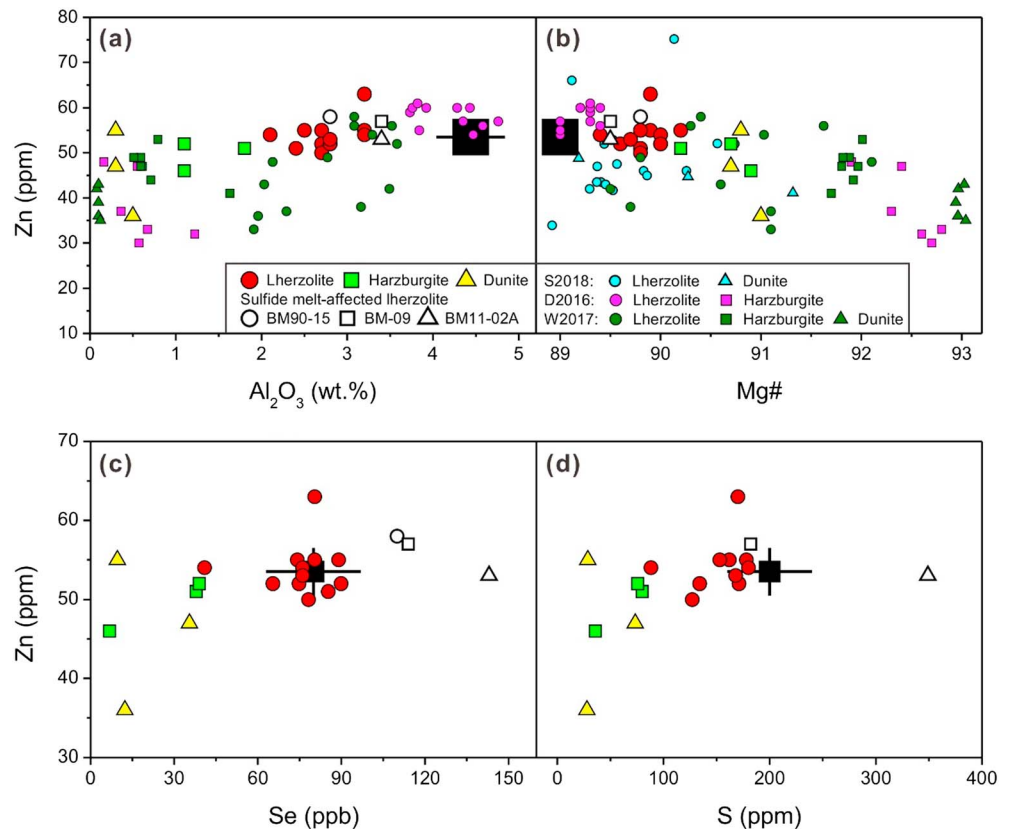 80
70
60
50
40
30
20
10
Zn (ppm)
(a)
(b)
Lherzolite Harzburgite Dunite
Sulfide melt-affected lherzolite
BM90-15 BM-09 BM11-02A
S2018: Lherzolite Dunite
D2016: Lherzolite Harzburgite
W2017: Lherzolite Harzburgite Dunite
0 1 2 3 4 5
89 90 91 92 93
Al₂O₃ (wt.%)
Mg#
70
60
50
40
30
Zn (ppm)
(c)
(d)
0 30 60 90 120 150
0 100 200 300 400
Se (ppb)
S (ppm)